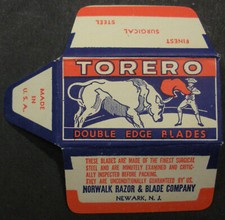 FINEST
SURGICAL
STEEL
MADE
IN
U.S.A.
TORERO
DOUBLE EDGE BLADES
THESE BLADES ARE MADE OF THE FINEST SURGICAL
STEEL AND ARE MINUTELY EXAMINED AND CRITIC-
ALLY INSPECTED BEFORE PACKING.
THEY ARE UNCONDITIONALLY GUARANTEED BY US.
NORWALK RAZOR & BLADE COMPANY
NEWARK, N. J.